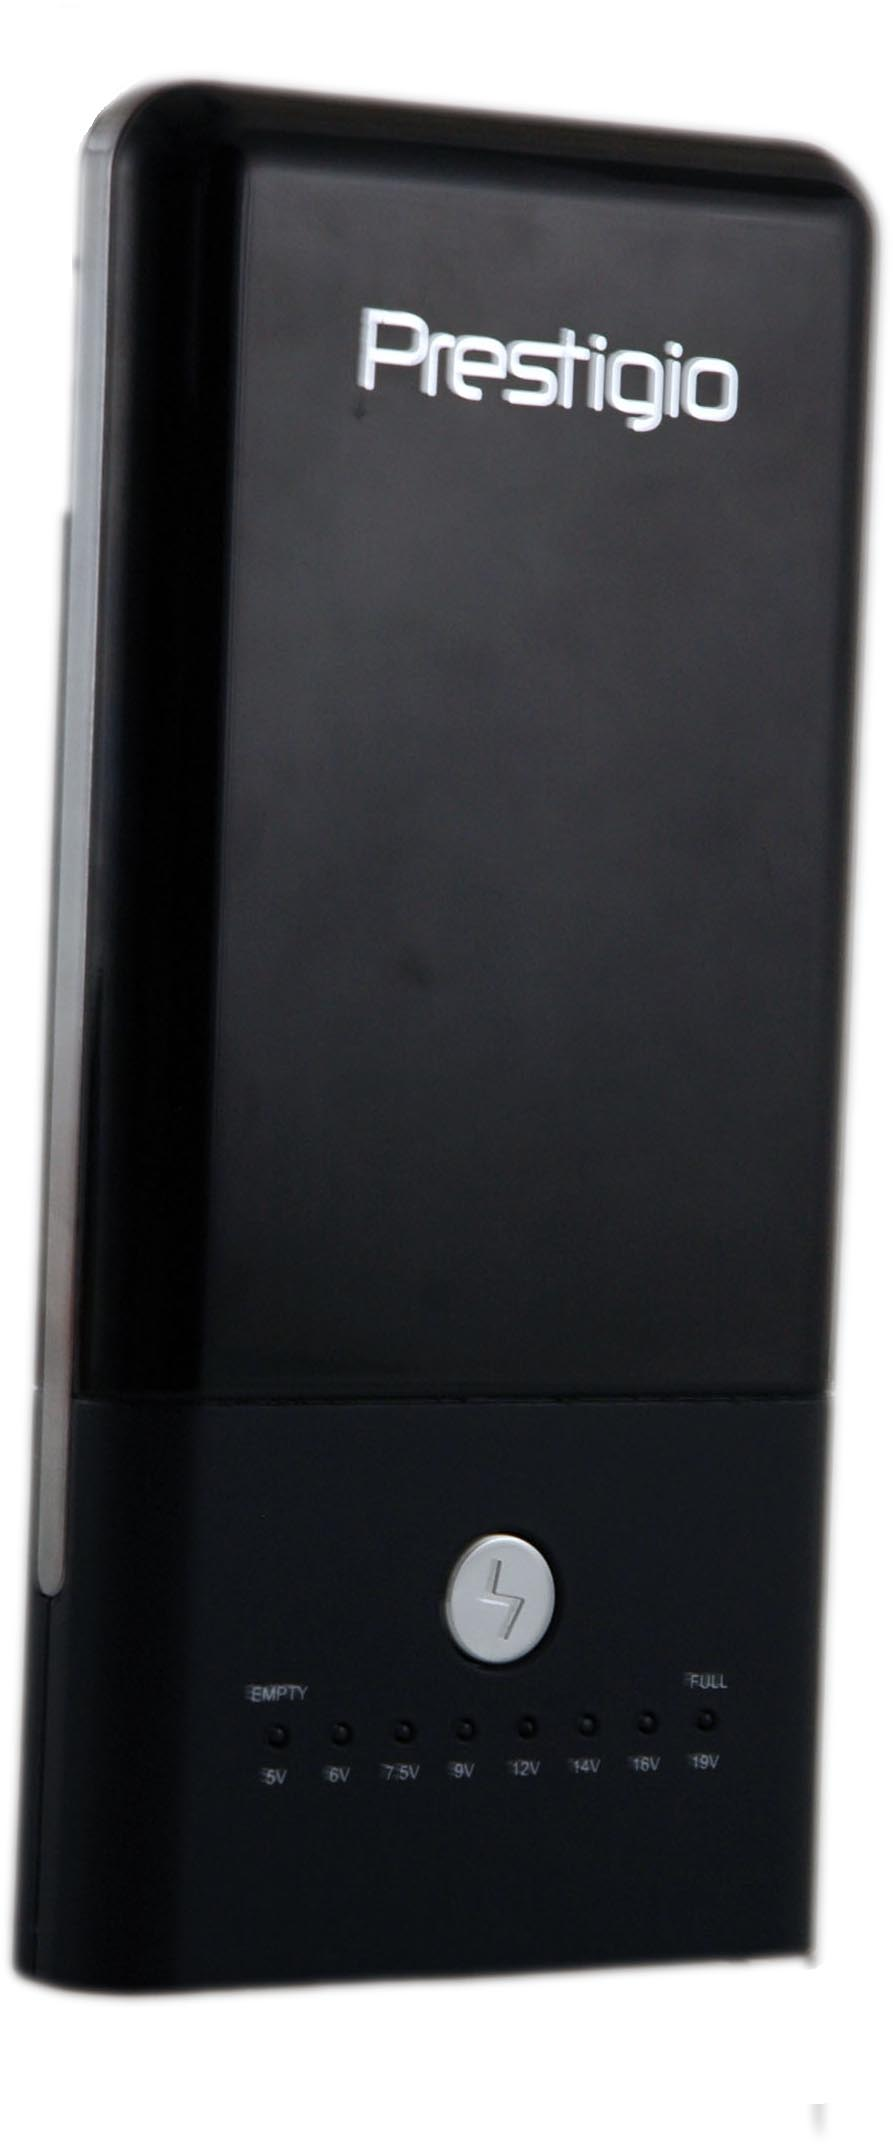 Prestigio
EMPTY FULL
5V 6V 7.5V 9V 12V 14V 16V 19V